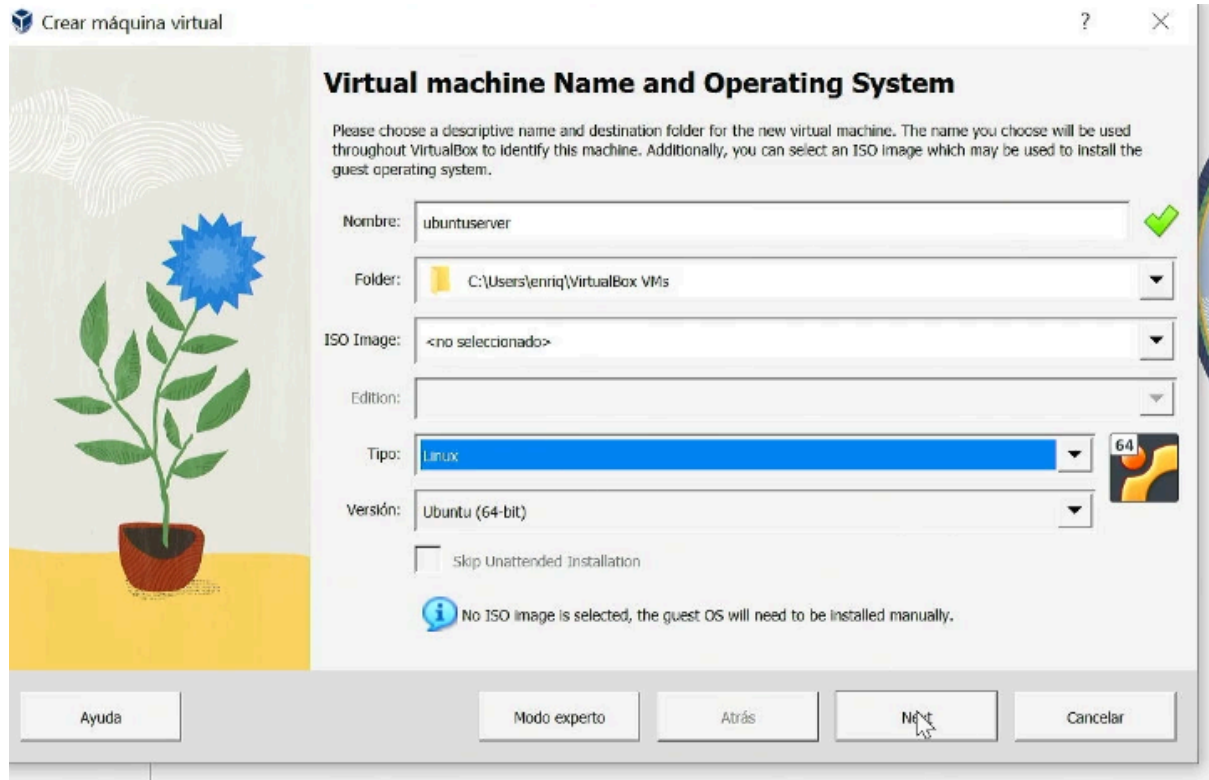 Crear máquina virtual
?
Virtual machine Name and Operating System
Please choose a descriptive name and destination folder for the new virtual machine. The name you choose will be used
throughout VirtualBox to identify this machine. Additionally, you can select an ISO image which may be used to install the
guest operating system.
Nombre: ubuntuserver
Folder: C:\Users\enriq\VirtualBox VMs
ISO Image: <no seleccionado>
Edition:
Tipo: Linux
64
Versión: Ubuntu (64-bit)
Skip Unattended Installation
No ISO image is selected, the guest OS will need to be installed manually.
Ayuda Modo experto Atrás Next Cancelar